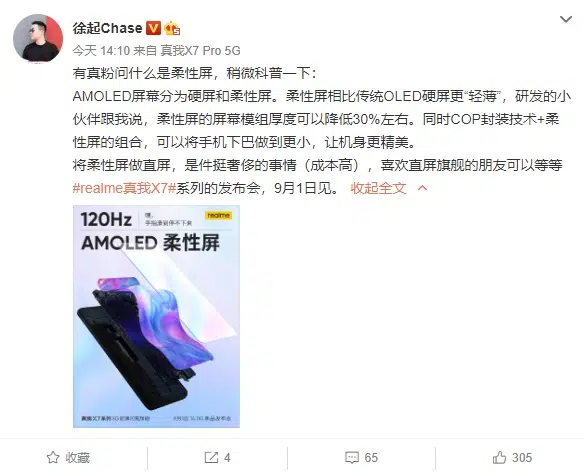 徐起Chase
今天 14:10 来自 真我X7 Pro 5G
有真粉问什么是柔性屏，稍微科普一下：
AMOLED屏幕分为硬屏和柔性屏。柔性屏相比传统OLED硬屏更“轻薄”，研发的小
伙伴跟我说，柔性屏的屏幕模组厚度可以降低30%左右。同时COP封装技术+柔
性屏的组合，可以将手机下巴做到更小，让机身更精美。
将柔性屏做直屏，是件挺奢侈的事情（成本高），喜欢直屏旗舰的朋友可以等等
#realme真我X7#系列的发布会，9月1日见。 收起全文
120Hz
嘿，
手指滑到停不下来
realme
AMOLED 柔性屏
真我X7系列
收藏
4
65
305